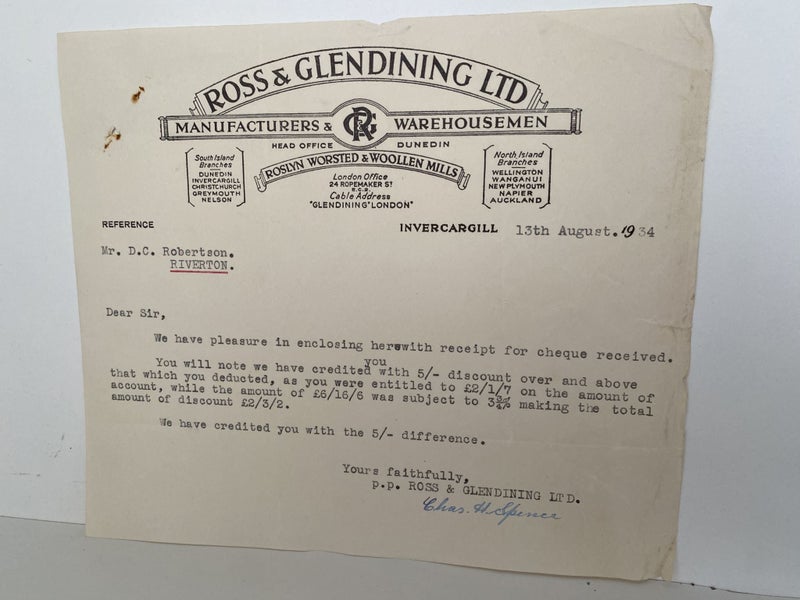 ROSS & GLENDINING LTD
MANUFACTURERS & R&G WAREHOUSEMEN
HEAD OFFICE DUNEDIN
ROSLYN WORSTED & WOOLLEN MILLS
South Island
Branches
DUNEDIN
INVERCARGILL
CHRISTCHURCH
GREYMOUTH
NELSON
London Office
24 ROPEMAKER ST
E.C.2.
Cable Address
"GLENDINING" LONDON"
North Island
Branches
WELLINGTON
WANGANUI
NEW PLYMOUTH
NAPIER
AUCKLAND
REFERENCE
INVERCARGILL 13th August. 1934
Mr. D.C. Robertson.
RIVERTON.
Dear Sir,
We have pleasure in enclosing herewith receipt for cheque received.
you
You will note we have credited with 5/- discount over and above
that which you deducted, as you were entitled to £2/1/7 on the amount of
account, while the amount of £6/16/6 was subject to 3¾% making the total
amount of discount £2/3/2.
We have credited you with the 5/- difference.
Yours faithfully,
p.p. ROSS & GLENDINING LTD.
Chas. H. Spence